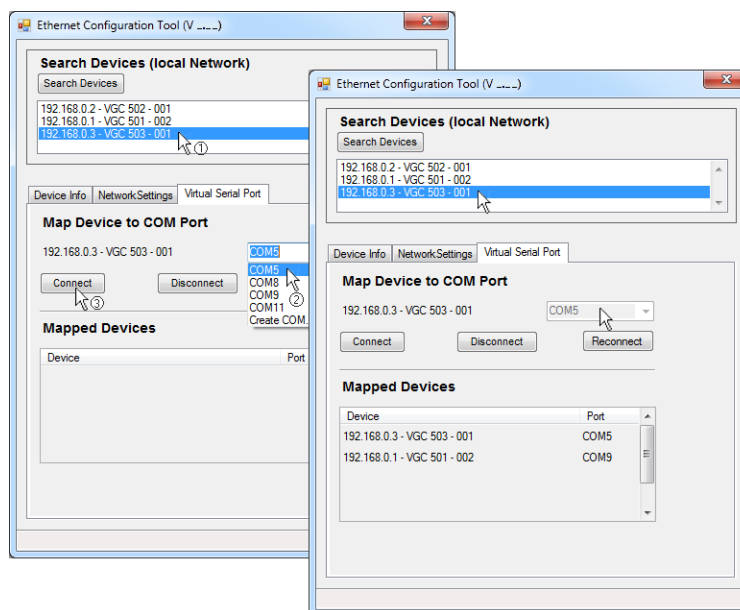 Ethernet Configuration Tool (V _.__)
Search Devices (local Network)
Search Devices
192.168.0.2 - VGC 502 - 001
192.168.0.1 - VGC 501 - 002
192.168.0.3 - VGC 503 - 001
①
Device Info NetworkSettings Virtual Serial Port
Map Device to COM Port
192.168.0.3 - VGC 503 - 001 COM5
COM5
Connect Disconnect COM8
COM9 ②
③ COM11
Create COM.
Mapped Devices
Device Port
Ethernet Configuration Tool (V _.__)
Search Devices (local Network)
Search Devices
192.168.0.2 - VGC 502 - 001
192.168.0.1 - VGC 501 - 002
192.168.0.3 - VGC 503 - 001
Device Info NetworkSettings Virtual Serial Port
Map Device to COM Port
192.168.0.3 - VGC 503 - 001 COM5
Connect Disconnect Reconnect
Mapped Devices
Device Port
192.168.0.3 - VGC 503 - 001 COM5
192.168.0.1 - VGC 501 - 002 COM9